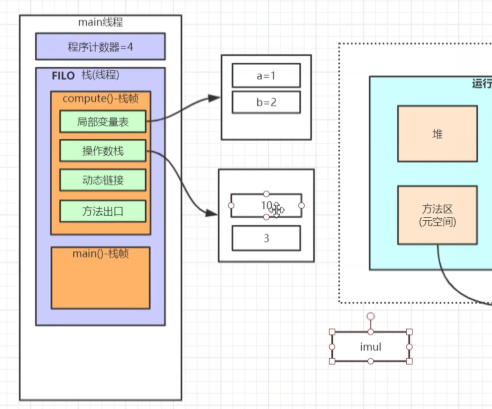 main线程
程序计数器=4
FILO 栈(线程)
compute()-栈帧
局部变量表
操作数栈
动态链接
方法出口
main()-栈帧
a=1
b=2
10
3
运行
堆
方法区
(元空间)
imul